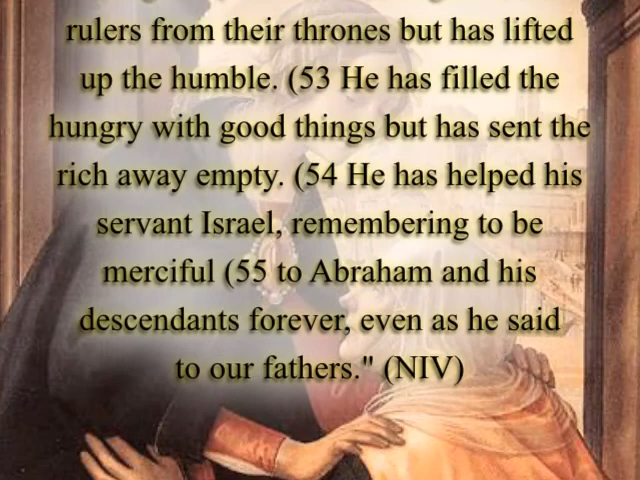 rulers from their thrones but has lifted
up the humble. (53 He has filled the
hungry with good things but has sent the
rich away empty. (54 He has helped his
servant Israel, remembering to be
merciful (55 to Abraham and his
descendants forever, even as he said
to our fathers." (NIV)